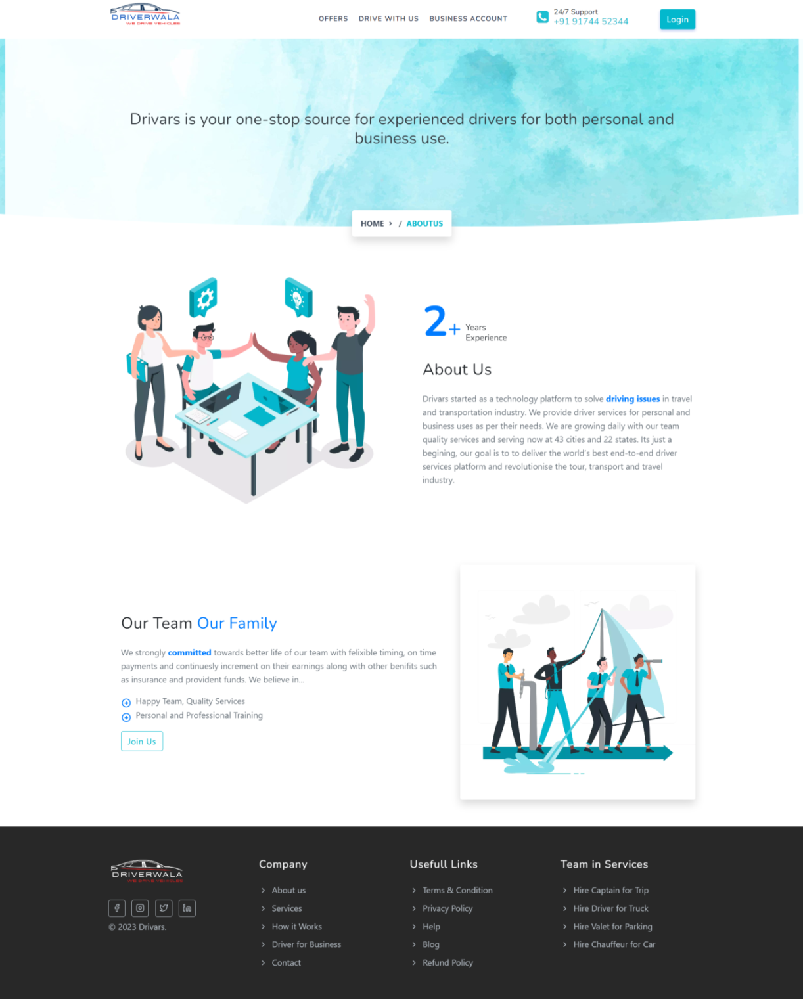 DRIVERWALA
WE DRIVE VEHICLES
OFFERS DRIVE WITH US BUSINESS ACCOUNT
24/7 Support
+91 91744 52344
Login
Drivars is your one-stop source for experienced drivers for both personal and
business use.
HOME > / ABOUTUS
2+ Years
Experience
About Us
Drivars started as a technology platform to solve driving issues in travel
and transportation industry. We provide driver services for personal and
business uses as per their needs. We are growing daily with our team
quality services and serving now at 43 cities and 22 states. Its just a
begining, our goal is to to deliver the world's best end-to-end driver
services platform and revolutionise the tour, transport and travel
industry.
Our Team Our Family
We strongly committed towards better life of our team with felixible timing, on time
payments and continuesly increment on their earnings along with other benifits such
as insurance and provident funds. We believe in...
Happy Team, Quality Services
Personal and Professional Training
Join Us
DRIVERWALA
WE DRIVE VEHICLES
© 2023 Drivars.
Company
About us
Services
How it Works
Driver for Business
Contact
Usefull Links
Terms & Condition
Privacy Policy
Help
Blog
Refund Policy
Team in Services
Hire Captain for Trip
Hire Driver for Truck
Hire Valet for Parking
Hire Chauffeur for Car